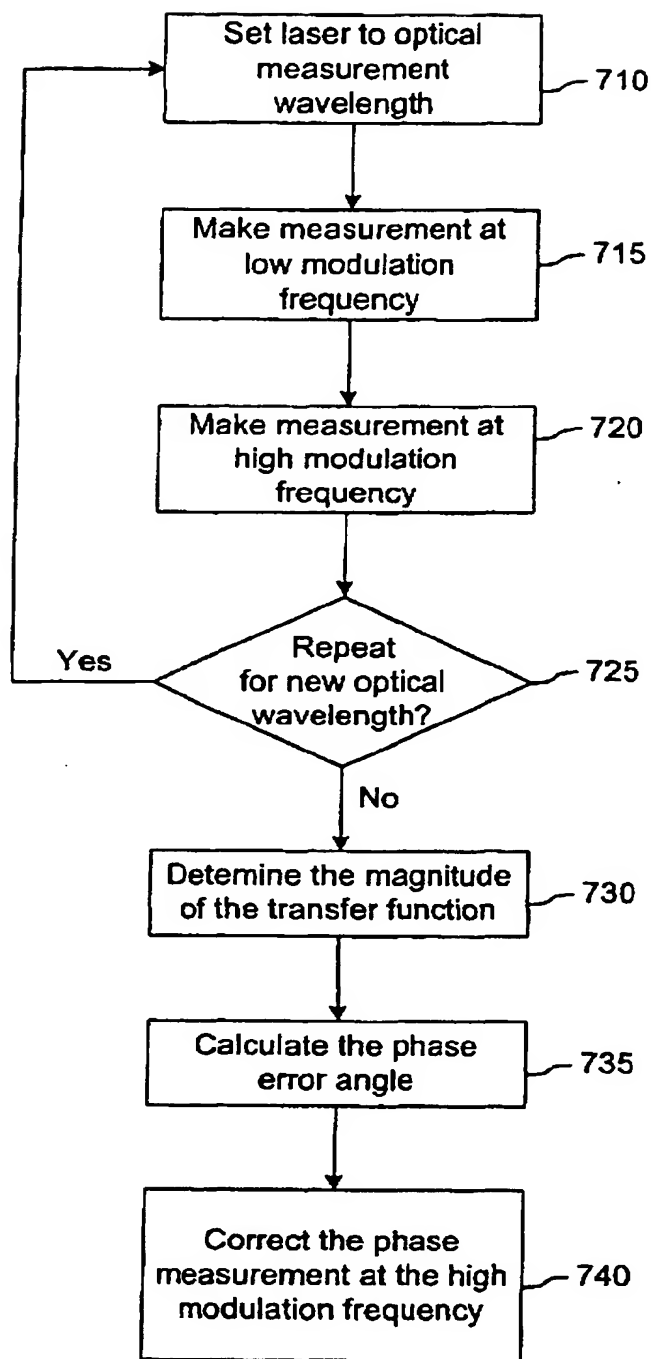 Set laser to optical
measurement
wavelength
710
Make measurement at
low modulation
frequency
715
Make measurement at
high modulation
frequency
720
Repeat
for new optical
wavelength?
725
Yes
No
Detemine the magnitude
of the transfer function
730
Calculate the phase
error angle
735
Correct the phase
measurement at the high
modulation frequency
740